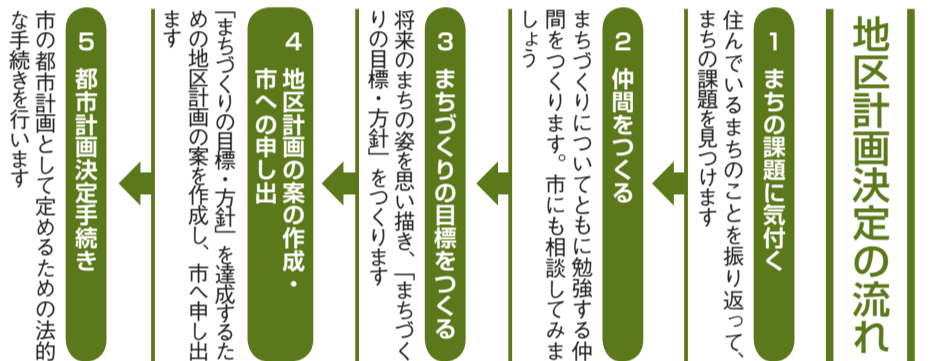 地区計画決定の流れ
1 まちの課題に気付く
住んでいるまちのことを振り返って、
まちの課題を見つけます
2 仲間をつくる
まちづくりについてともに勉強する仲
間をつくります。市にも相談してみま
しょう
3 まちづくりの目標をつくる
将来のまちの姿を思い描き、「まちづく
りの目標・方針」をつくります
4 地区計画の案の作成・
市への申し出
「まちづくりの目標・方針」を達成するた
めの地区計画の案を作成し、市へ申し出
ます
5 都市計画決定手続き
市の都市計画として定めるための法的
な手続きを行います